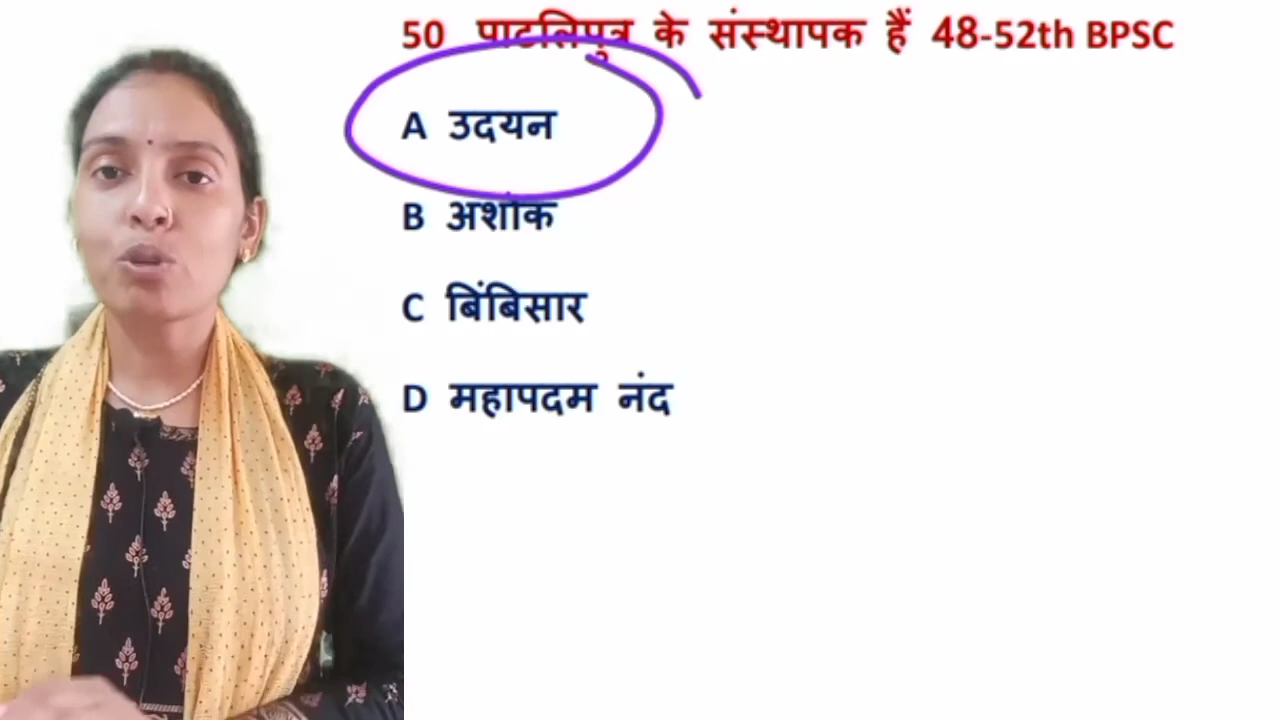 50 पाटलिपुत्र के संस्थापक हैं 48-52th BPSC
A उदयन
B अशोक
C बिंबिसार
D महापदम नंद